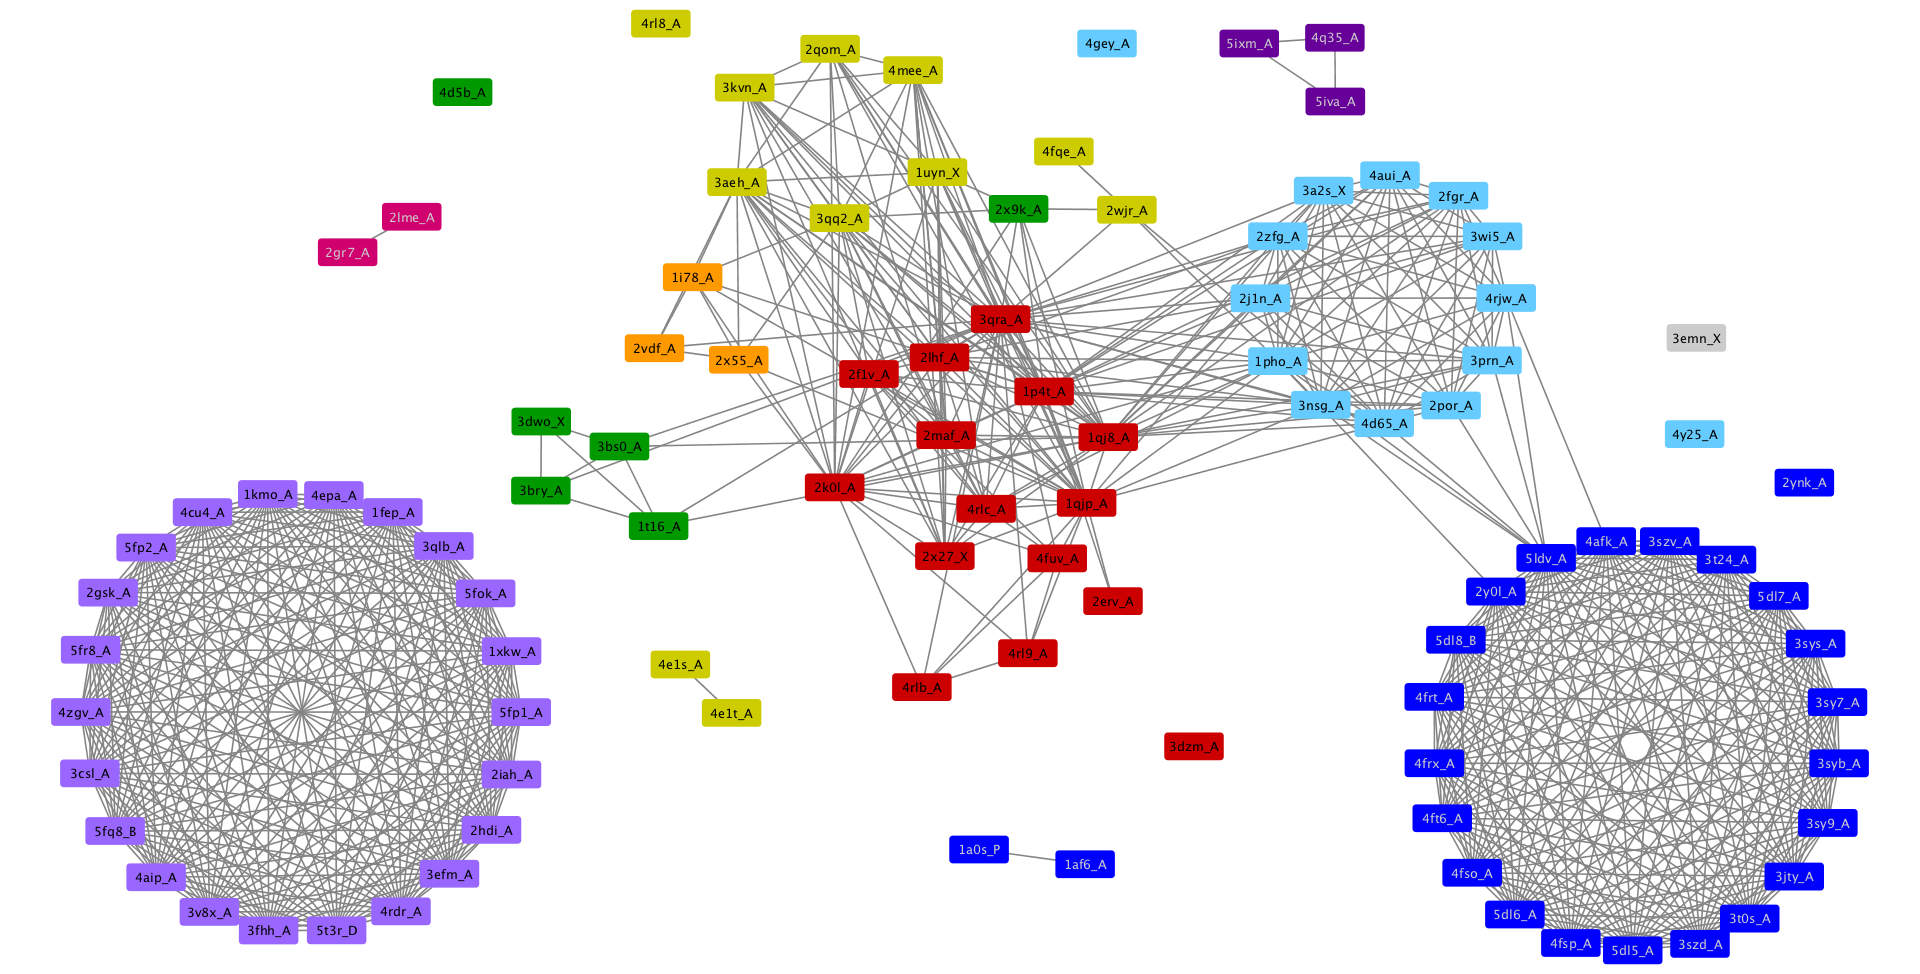 4rl8_A
2qom_A
4mee_A
3kvn_A
4gey_A
5ixm_A
4q35_A
5iva_A
4d5b_A
4fqe_A
3aeh_A
1uyn_X
3qq2_A
2x9k_A
2wjr_A
2lme_A
2gr7_A
4aui_A
3a2s_X
2fgr_A
2zfg_A
3wi5_A
2j1n_A
4rjw_A
1pho_A
3prn_A
3nsg_A
2por_A
4d65_A
1i78_A
2vdf_A
2x55_A
3qra_A
2lhf_A
2f1v_A
1p4t_A
2maf_A
1qj8_A
2k0l_A
4rlc_A
1qjp_A
2x27_X
4fuv_A
2erv_A
4rl9_A
4rlb_A
3emn_X
4y25_A
2ynk_A
3dwo_X
3bs0_A
3bry_A
1t16_A
1kmo_A
4epa_A
4cu4_A
1fep_A
5fp2_A
3qlb_A
2gsk_A
5fok_A
5fr8_A
1xkw_A
4zgv_A
5fp1_A
3csl_A
2iah_A
5fq8_B
2hdi_A
4aip_A
3efm_A
3v8x_A
4rdr_A
3fhh_A
5t3r_D
4e1s_A
4e1t_A
3dzm_A
1a0s_P
1af6_A
4afk_A
3szv_A
5ldv_A
3t24_A
2y0l_A
5dl7_A
5dl8_B
3sys_A
4frt_A
3sy7_A
4frx_A
3syb_A
4ft6_A
3sy9_A
4fso_A
3jty_A
5dl6_A
3t0s_A
4fsp_A
5dl5_A
3szd_A